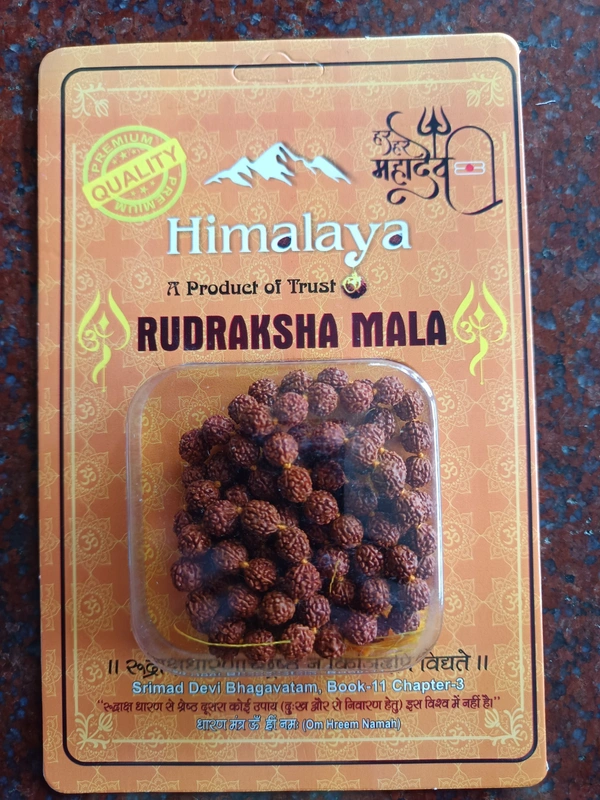 PREMIUM
QUALITY
PREMIUM
हर
हर
महादेव
Himalaya
A Product of Trust
RUDRAKSHA MALA
विद्यते ॥
Srimad Devi Bhagavatam, Book-11 Chapter-3
"रूद्राक्ष धारण से श्रेष्ठ दूसरा कोई उपाय (दुःख और रो निवारण हेतु) इस विश्व में नहीं है।"
धारण मंत्र ऊँ ह्रीं नमः (Om Hreem Namah)